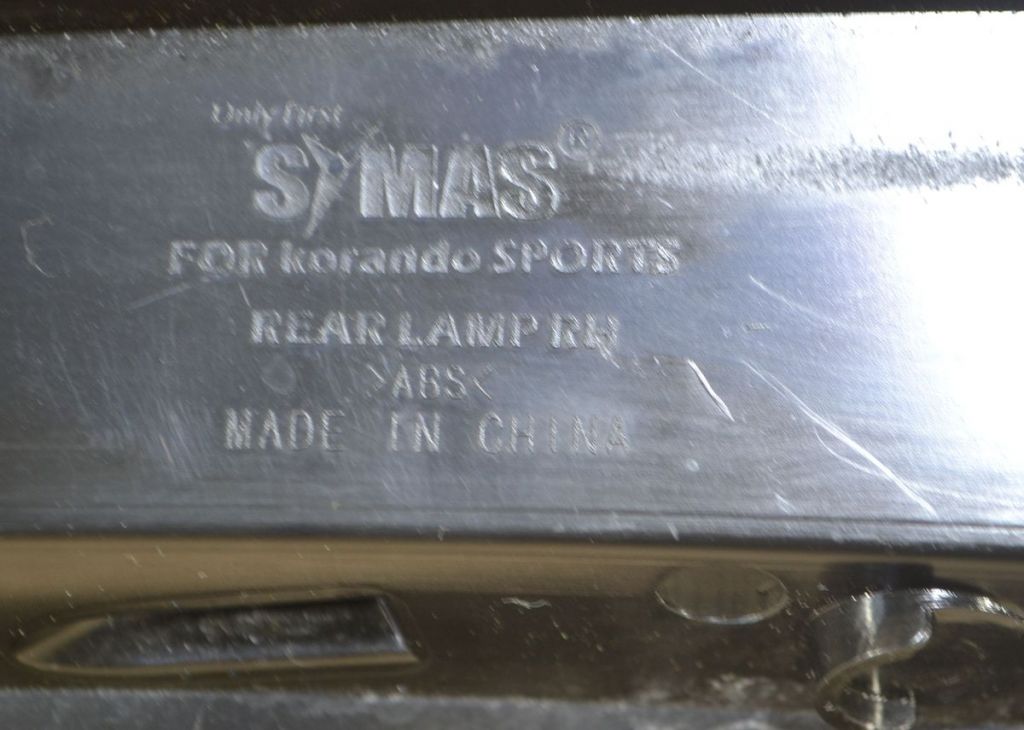 Only first
SYMAS®
FOR korando SPORTS
REAR LAMP RH
>ABS<
MADE IN CHINA